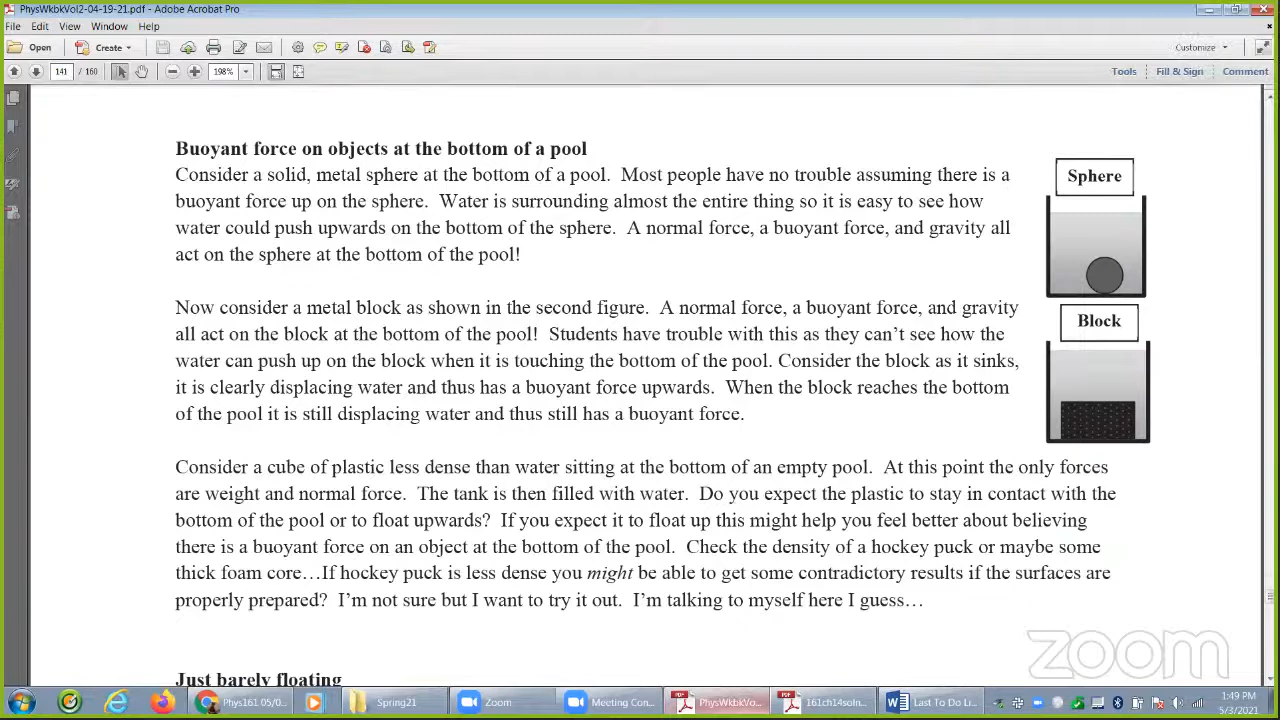 PhysWkbkVol2-04-19-21.pdf - Adobe Acrobat Pro
File Edit View Window Help
Open Create Customize
141 / 160 198% Tools Fill & Sign Comment
Buoyant force on objects at the bottom of a pool
Consider a solid, metal sphere at the bottom of a pool. Most people have no trouble assuming there is a
buoyant force up on the sphere. Water is surrounding almost the entire thing so it is easy to see how
water could push upwards on the bottom of the sphere. A normal force, a buoyant force, and gravity all
act on the sphere at the bottom of the pool!
Sphere
Now consider a metal block as shown in the second figure. A normal force, a buoyant force, and gravity
all act on the block at the bottom of the pool! Students have trouble with this as they can't see how the
water can push up on the block when it is touching the bottom of the pool. Consider the block as it sinks,
it is clearly displacing water and thus has a buoyant force upwards. When the block reaches the bottom
of the pool it is still displacing water and thus still has a buoyant force.
Block
Consider a cube of plastic less dense than water sitting at the bottom of an empty pool. At this point the only forces
are weight and normal force. The tank is then filled with water. Do you expect the plastic to stay in contact with the
bottom of the pool or to float upwards? If you expect it to float up this might help you feel better about believing
there is a buoyant force on an object at the bottom of the pool. Check the density of a hockey puck or maybe some
thick foam core…If hockey puck is less dense you might be able to get some contradictory results if the surfaces are
properly prepared? I'm not sure but I want to try it out. I'm talking to myself here I guess…
Just barely floating
zoom
Phys161 05/0... Spring21 Zoom Meeting Con... PhysWkbkVo... 161ch14soln... Last To Do Li... 1:49 PM
5/3/2021